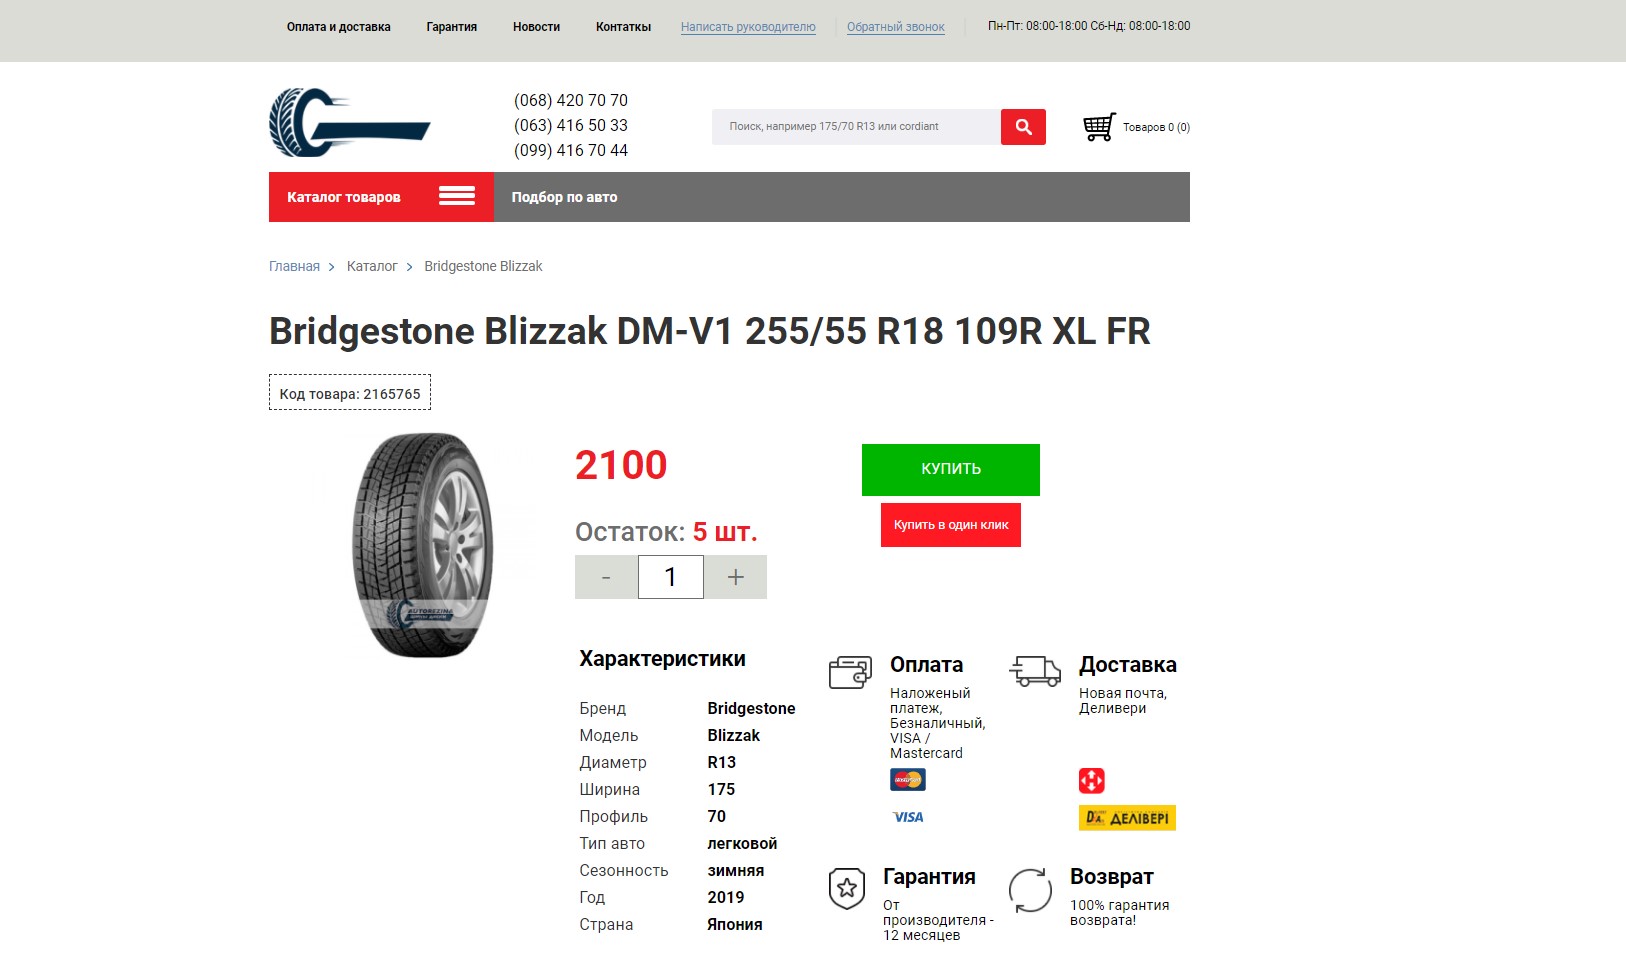 Оплата и доставка Гарантия Новости Контаткы Написать руководителю Обратный звонок Пн-Пт: 08:00-18:00 Сб-Нд: 08:00-18:00
(068) 420 70 70
(063) 416 50 33
(099) 416 70 44
Поиск, например 175/70 R13 или cordiant
Товаров 0 (0)
Каталог товаров Подбор по авто
Главная > Каталог > Bridgestone Blizzak
Bridgestone Blizzak DM-V1 255/55 R18 109R XL FR
Код товара: 2165765
AUTOREZINA
2100
КУПИТЬ
Купить в один клик
Остаток: 5 шт.
- 1 +
Характеристики
Бренд Bridgestone
Модель Blizzak
Диаметр R13
Ширина 175
Профиль 70
Тип авто легковой
Сезонность зимняя
Год 2019
Страна Япония
Оплата
Наложеный
платеж,
Безналичный,
VISA /
Mastercard
MasterCard
VISA
Доставка
Новая почта,
Деливери
ДЕЛІВЕРІ
Гарантия
От
производителя -
12 месяцев
Возврат
100% гарантия
возврата!